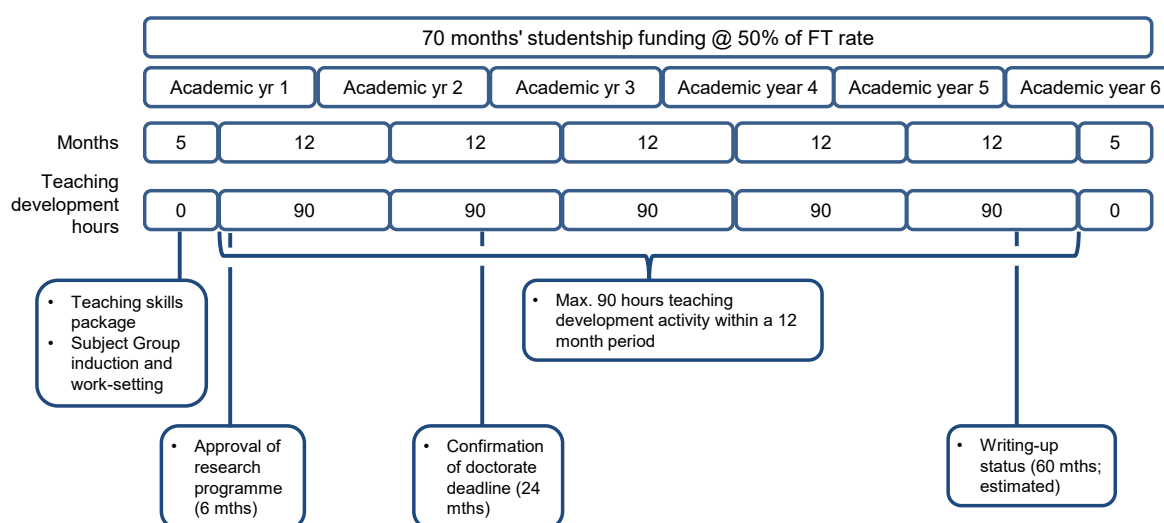 70 months' studentship funding @ 50% of FT rate
Academic yr 1 Academic yr 2 Academic yr 3 Academic year 4 Academic year 5 Academic year 6
Months 5 12 12 12 12 12 5
Teaching
development
hours
0 90 90 90 90 90 0
• Teaching skills
package
• Subject Group
induction and
work-setting
• Max. 90 hours teaching
development activity within a 12
month period
• Approval of
research
programme
(6 mths)
• Confirmation
of doctorate
deadline (24
mths)
• Writing-up
status (60 mths;
estimated)